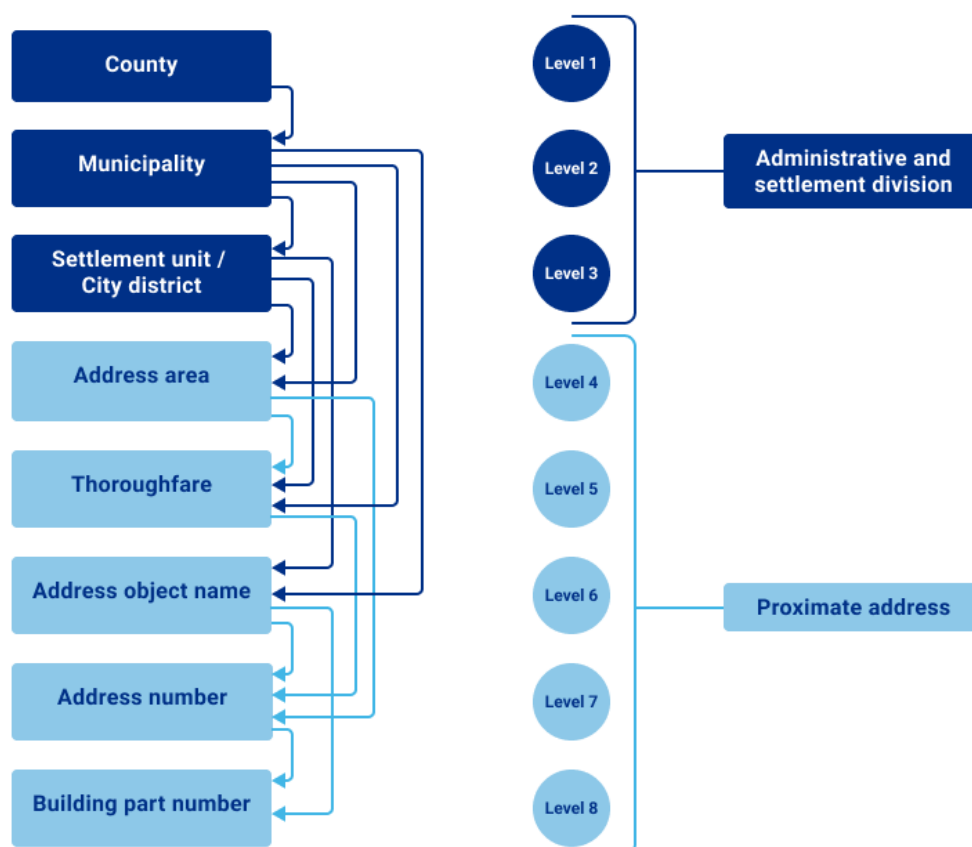 County
Municipality
Settlement unit /
City district
Address area
Thoroughfare
Address object name
Address number
Building part number
Level 1
Level 2
Level 3
Level 4
Level 5
Level 6
Level 7
Level 8
Administrative and
settlement division
Proximate address